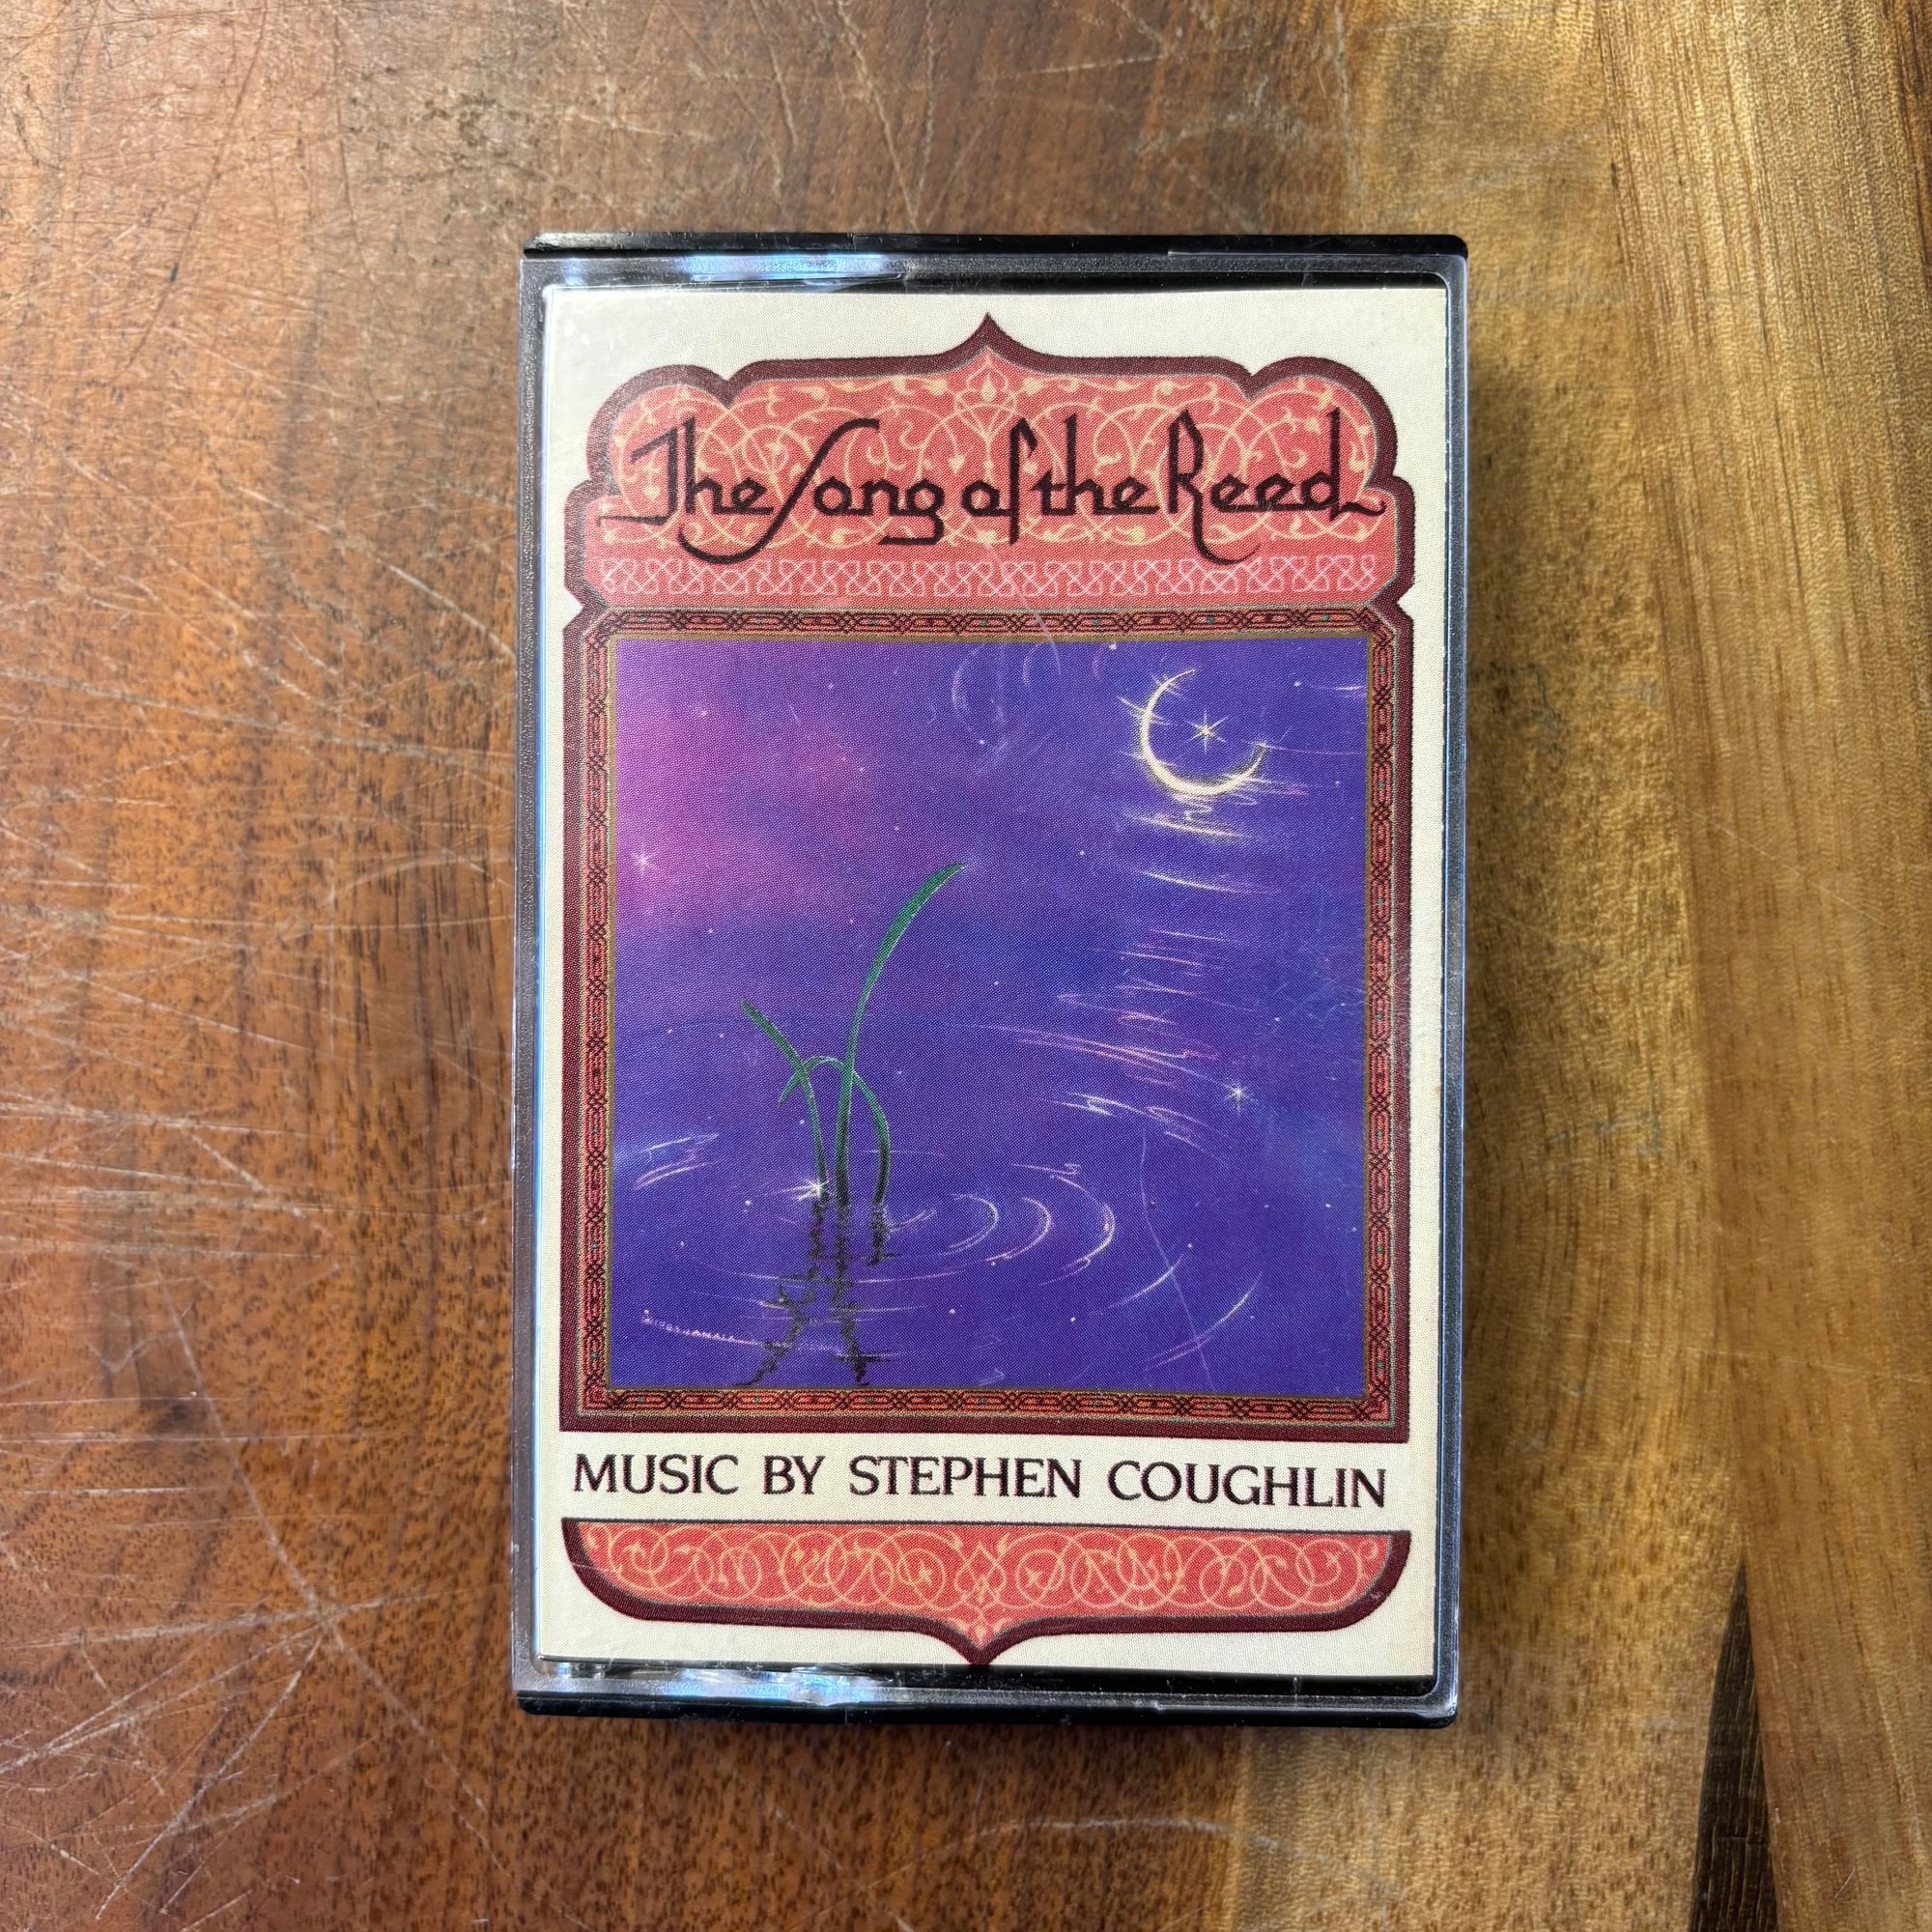 The Song of the Reed
MUSIC BY STEPHEN COUGHLIN